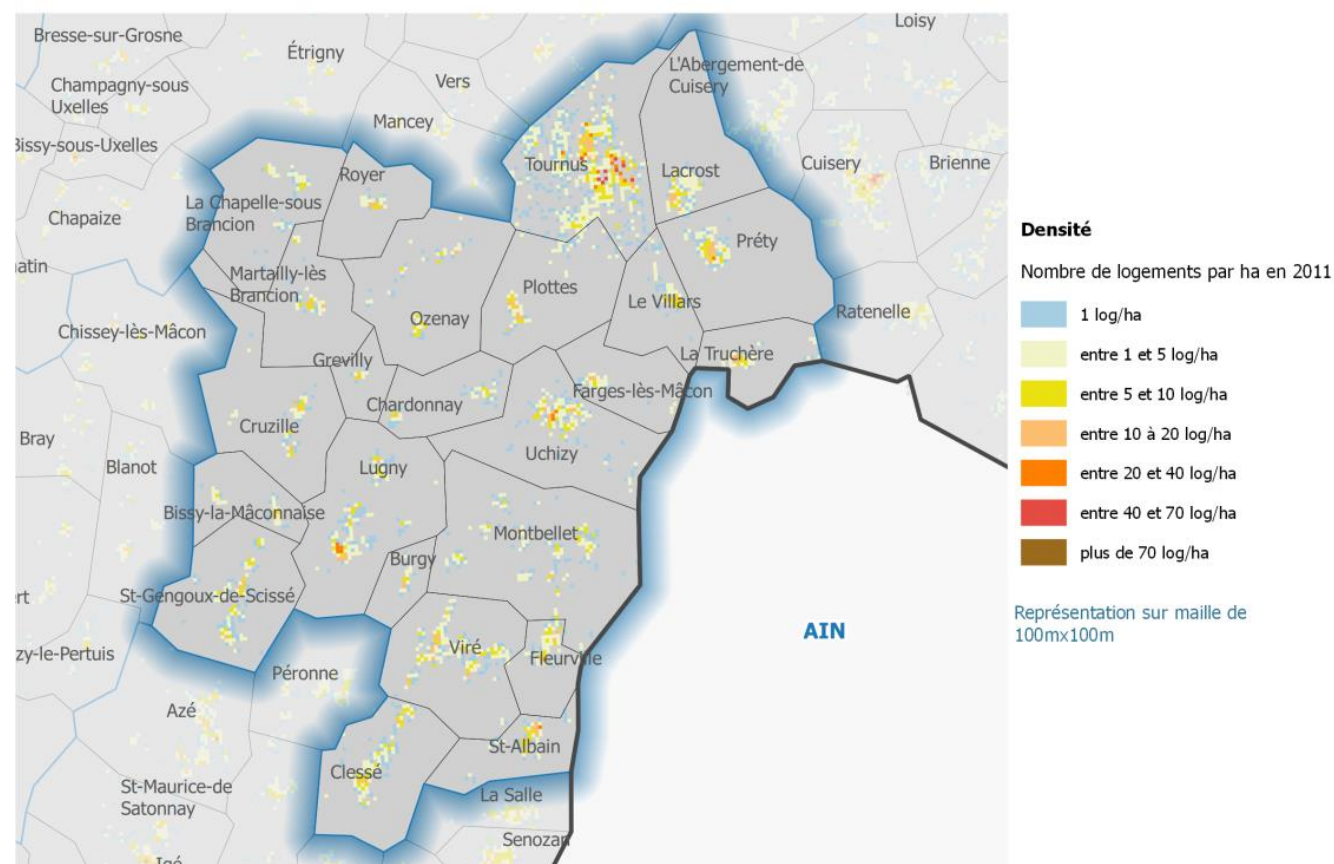 Loisy
Bresse-sur-Grosne
Étrigny
L'Abergement-de
Cuisery
Vers
Champagny-sous
Uxelles
Mancey
Bissy-sous-Uxelles
Tournus
Cuisery
Brienne
Royer
Lacrost
La Chapelle-sous
Brancion
Chapaize
Préty
atin
Martailly-lès
Brancion
Plottes
Le Villars
Ratenelle
Ozenay
Chissey-lès-Mâcon
La Truchère
Grevilly
Farges-lès-Mâcon
Chardonnay
Cruzille
Bray
Uchizy
Blanot
Lugny
Bissy-la-Mâconnaise
Montbellet
Burgy
rt
St-Gengoux-de-Scissé
AIN
zy-le-Pertuis
Viré
Fleurville
Péronne
Azé
St-Albain
Clessé
St-Maurice-de
Satonnay
La Salle
Senozan
Igé
Densité
Nombre de logements par ha en 2011
1 log/ha
entre 1 et 5 log/ha
entre 5 et 10 log/ha
entre 10 à 20 log/ha
entre 20 et 40 log/ha
entre 40 et 70 log/ha
plus de 70 log/ha
Représentation sur maille de
100mx100m